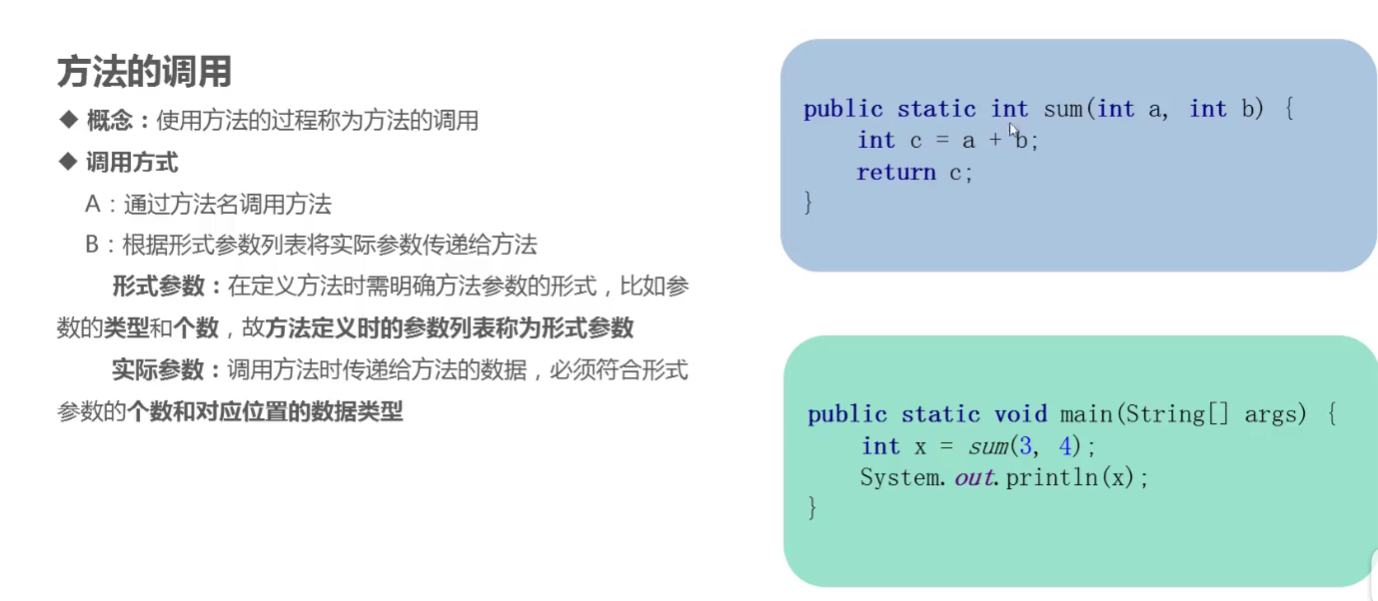 方法的调用
◆ 概念：使用方法的过程称为方法的调用
◆ 调用方式
A：通过方法名调用方法
B：根据形式参数列表将实际参数传递给方法
形式参数：在定义方法时需明确方法参数的形式，比如参
数的类型和个数，故方法定义时的参数列表称为形式参数
实际参数：调用方法时传递给方法的数据，必须符合形式
参数的个数和对应位置的数据类型
public static int sum(int a, int b) {
    int c = a + b;
    return c;
}
public static void main(String[] args) {
    int x = sum(3, 4);
    System.out.println(x);
}